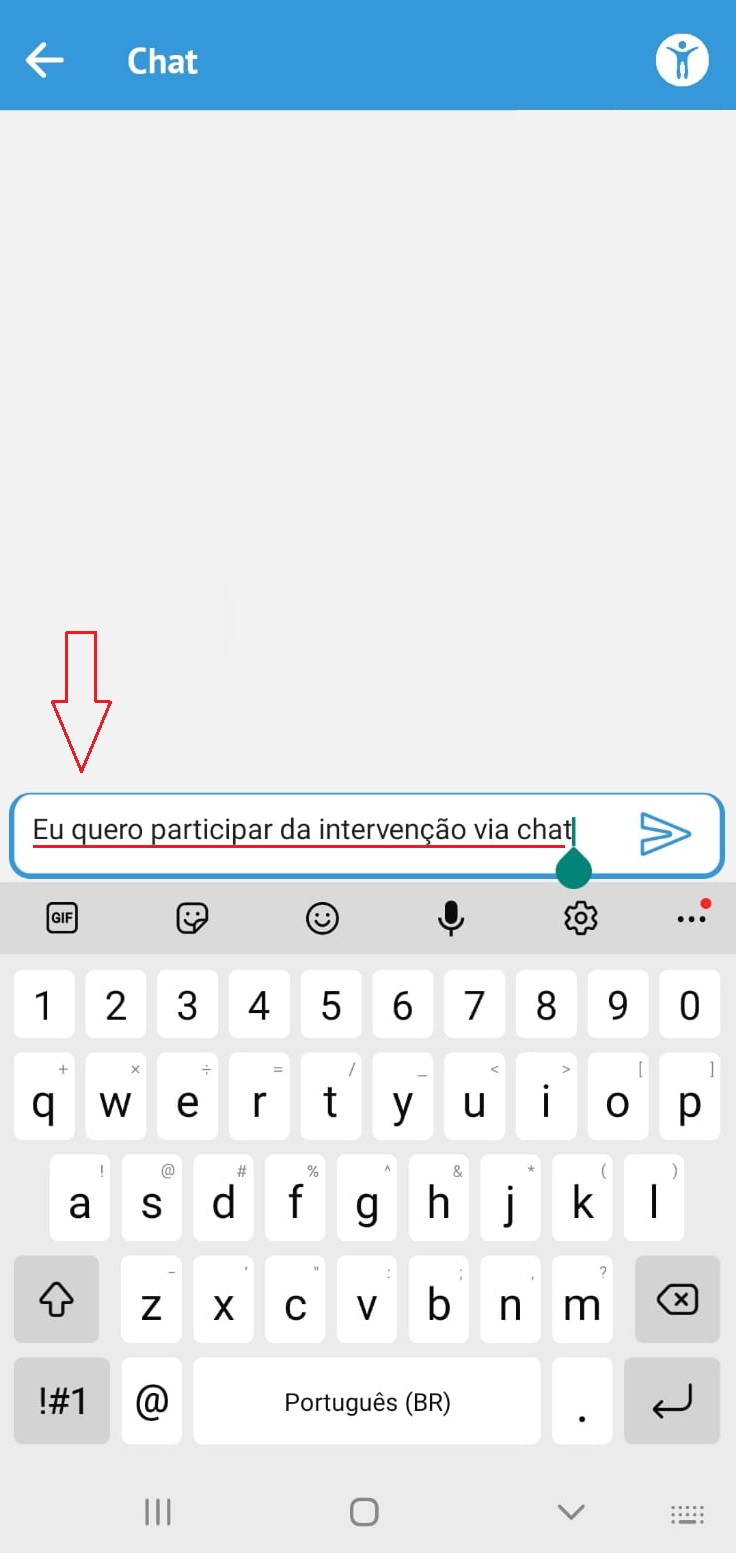 Chat
Eu quero participar da intervenção via chat
GIF
1 2 3 4 5 6 7 8 9 0
+ × ÷ = / _ < > [ ]
q w e r t y u i o p
! @ # % ^ & * ( )
a s d f g h j k l
- ' " : ; , ?
z x c v b n m
!#1 @ Português (BR) .